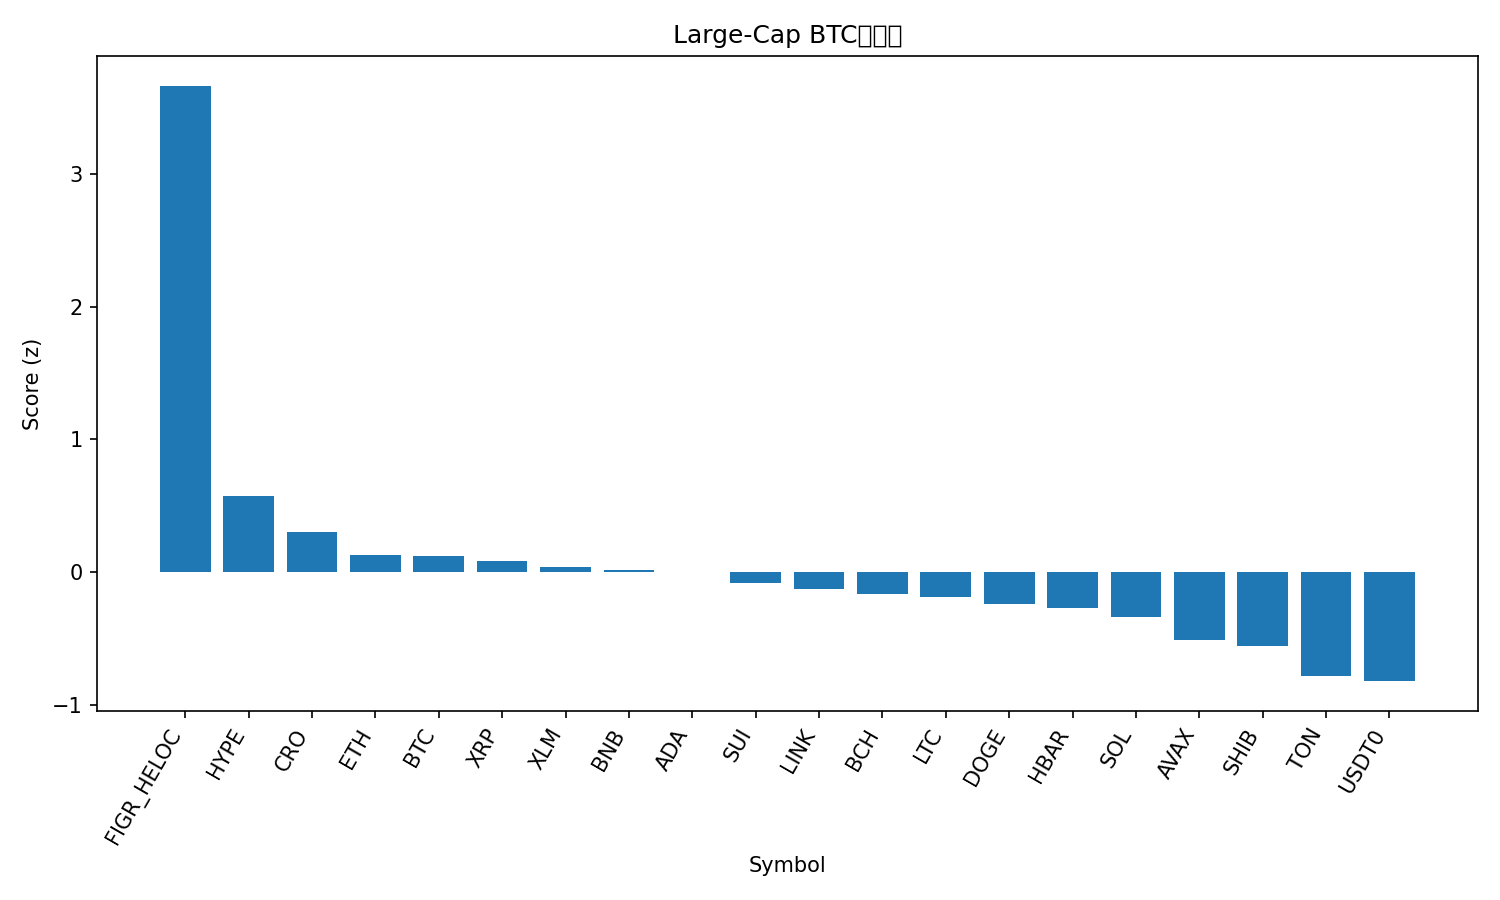 Large-Cap BTC
Score (z)
3
2
1
0
−1
FIGR_HELOC
HYPE
CRO
ETH
BTC
XRP
XLM
BNB
ADA
SUI
LINK
BCH
LTC
DOGE
HBAR
SOL
AVAX
SHIB
TON
USDT0
Symbol